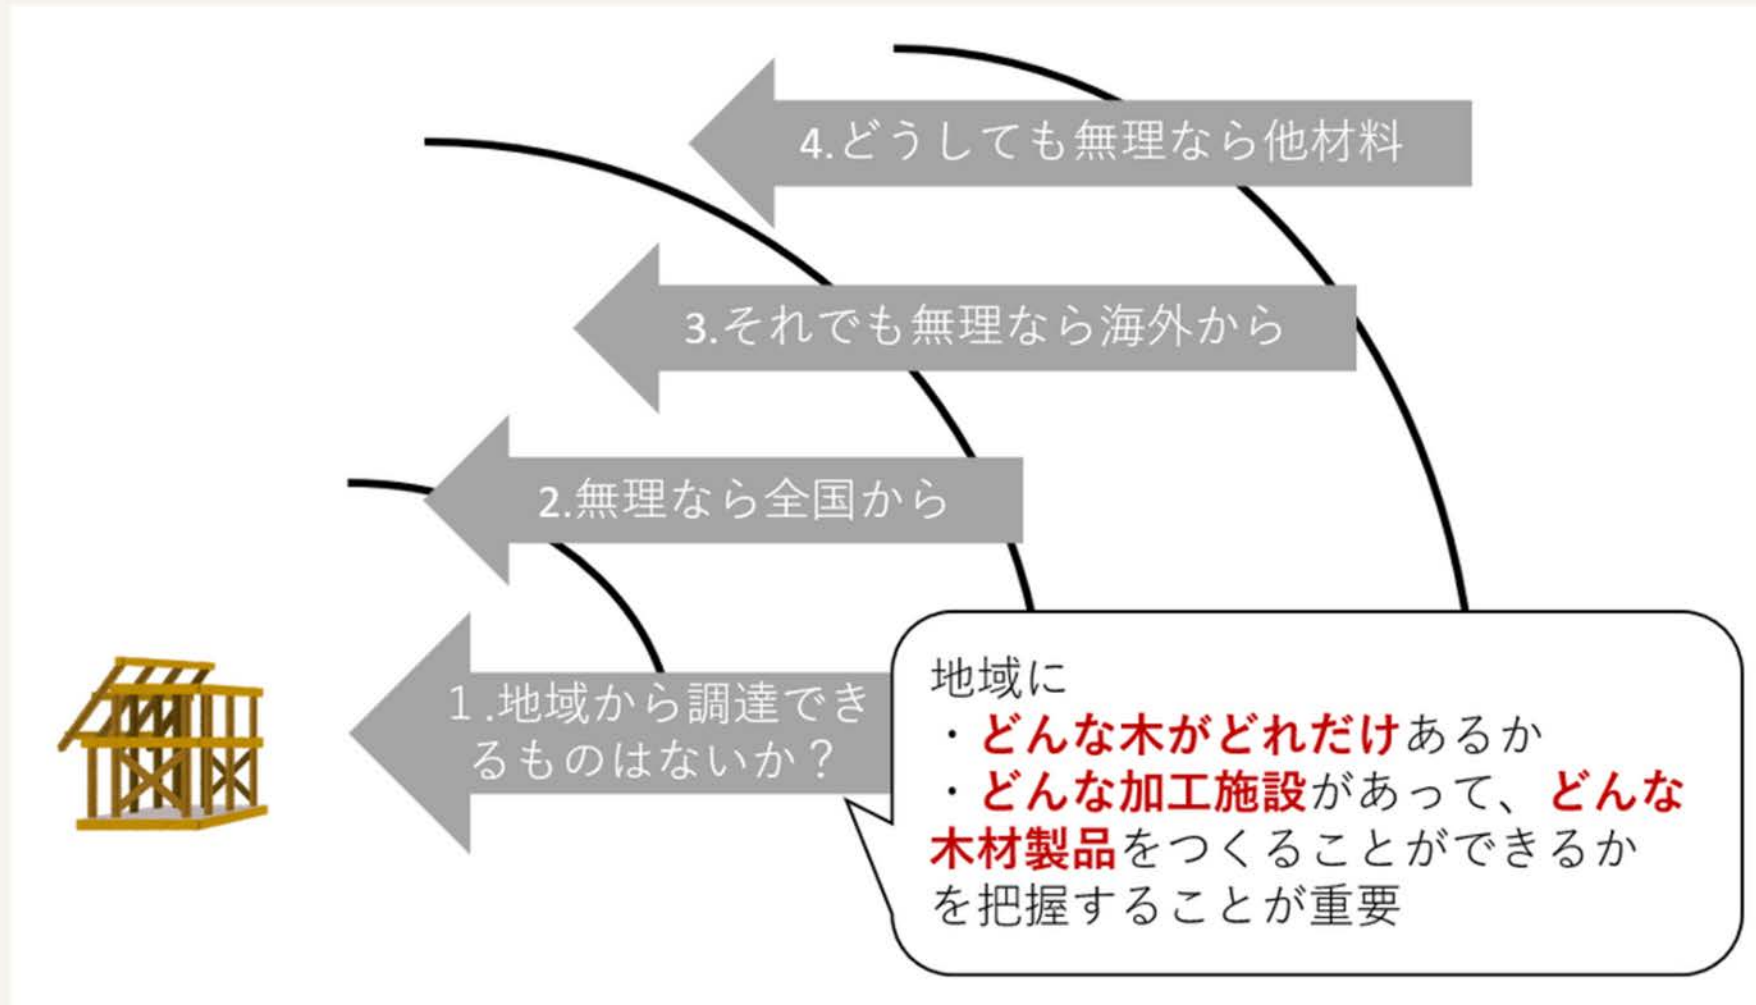 4.どうしても無理なら他材料
3.それでも無理なら海外から
2.無理なら全国から
１.地域から調達でき
るものはないか？
地域に
・どんな木がどれだけあるか
・どんな加工施設があって、どんな
木材製品をつくることができるか
を把握することが重要